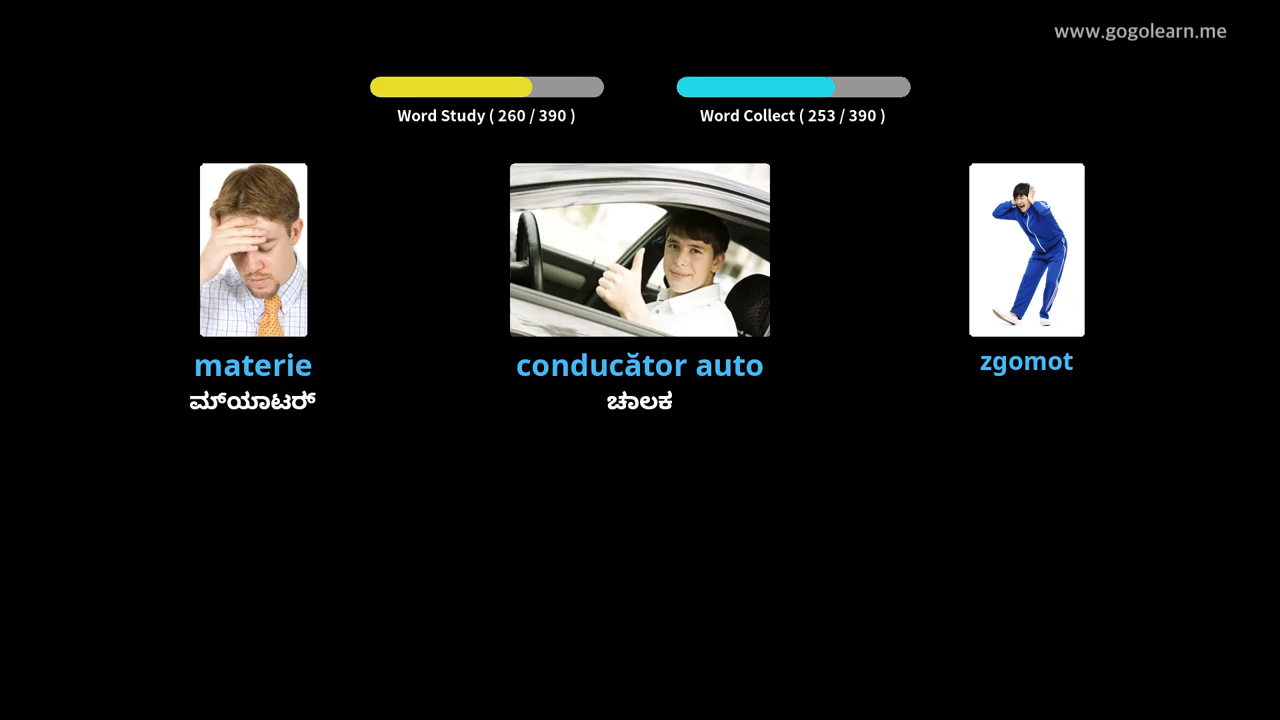 www.gogolearn.me
Word Study ( 260 / 390 )
Word Collect ( 253 / 390 )
materie
conducător auto
zgomot
ಮ್ಯಾಟರ್
ಚಾಲಕ